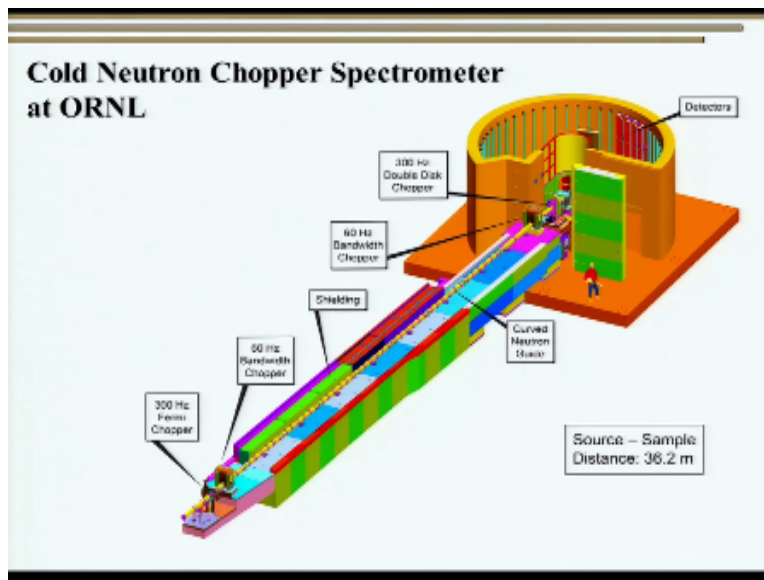 Cold Neutron Chopper Spectrometer
at ORNL
Detectors
300 Hz
Double Disk
Chopper
60 Hz
Bandwidth
Chopper
Shielding
60 Hz
Bandwidth
Chopper
300 Hz
Fermi
Chopper
Curved
Neutron
Guide
Source – Sample
Distance: 36.2 m